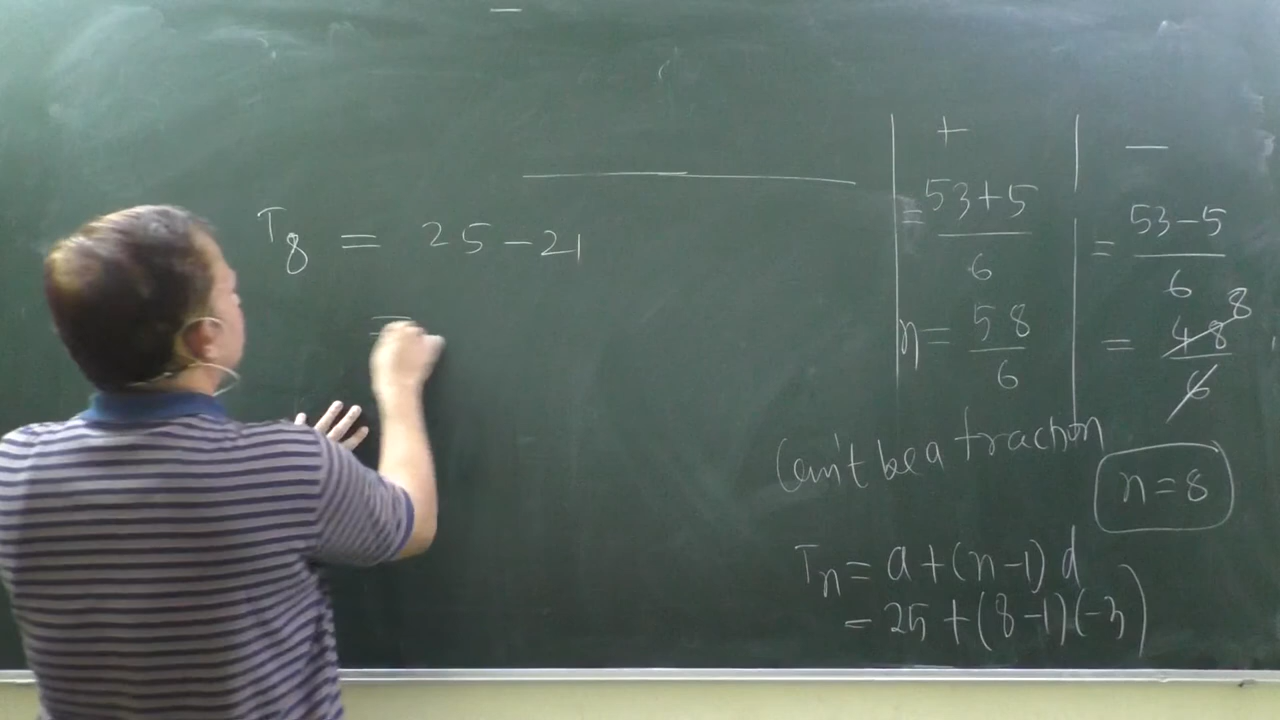 T8 = 25-21
=
+
= 53+5 / 6
n= 58 / 6
—
= 53-5 / 6
= 48 / 6 8
Can't be a fraction
n=8
Tn = a+(n-1)d
= 25+(8-1)(-3)